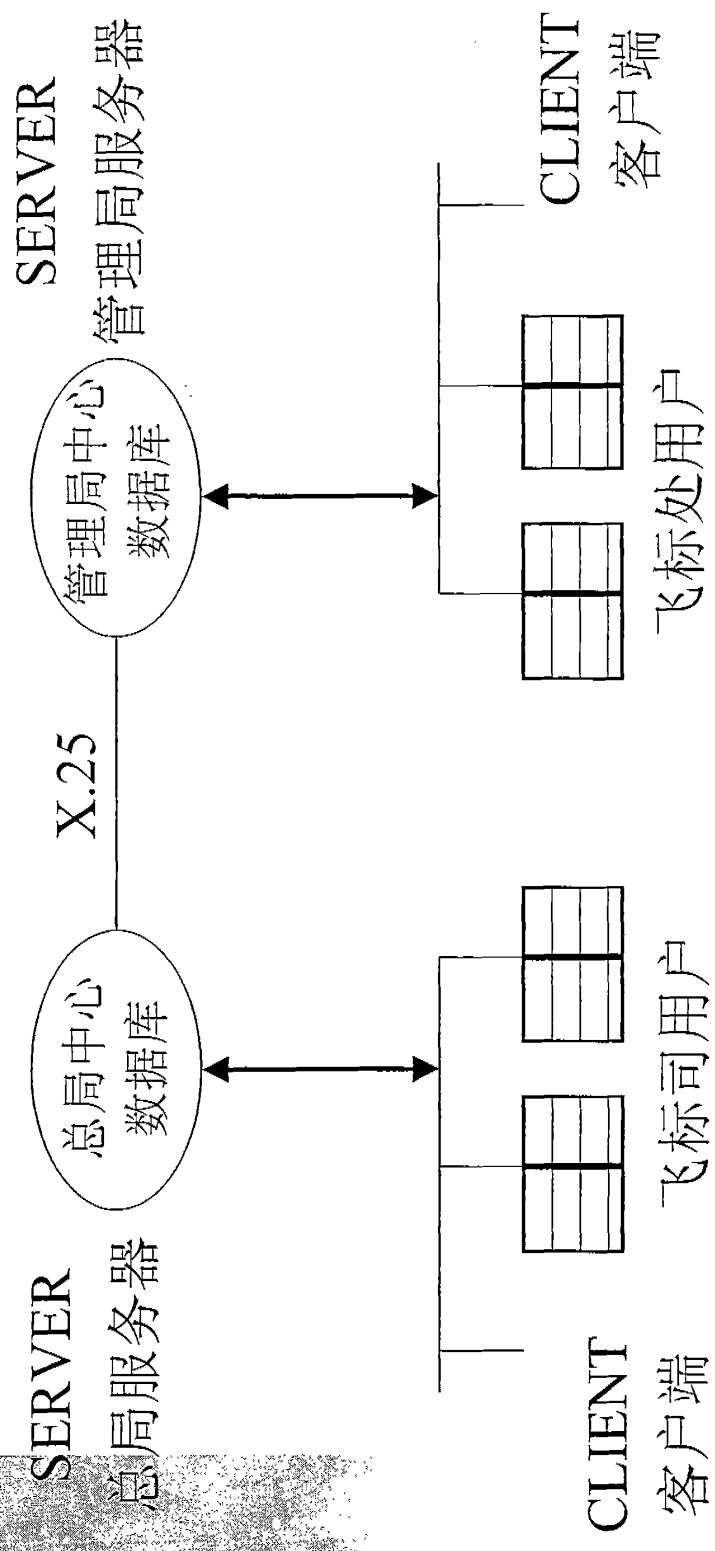 SERVER
总局服务器
总局中心
数据库
X.25
管理局中心
数据库
SERVER
管理局服务器
CLIENT
客户端
飞标司用户
飞标处用户
CLIENT
客户端